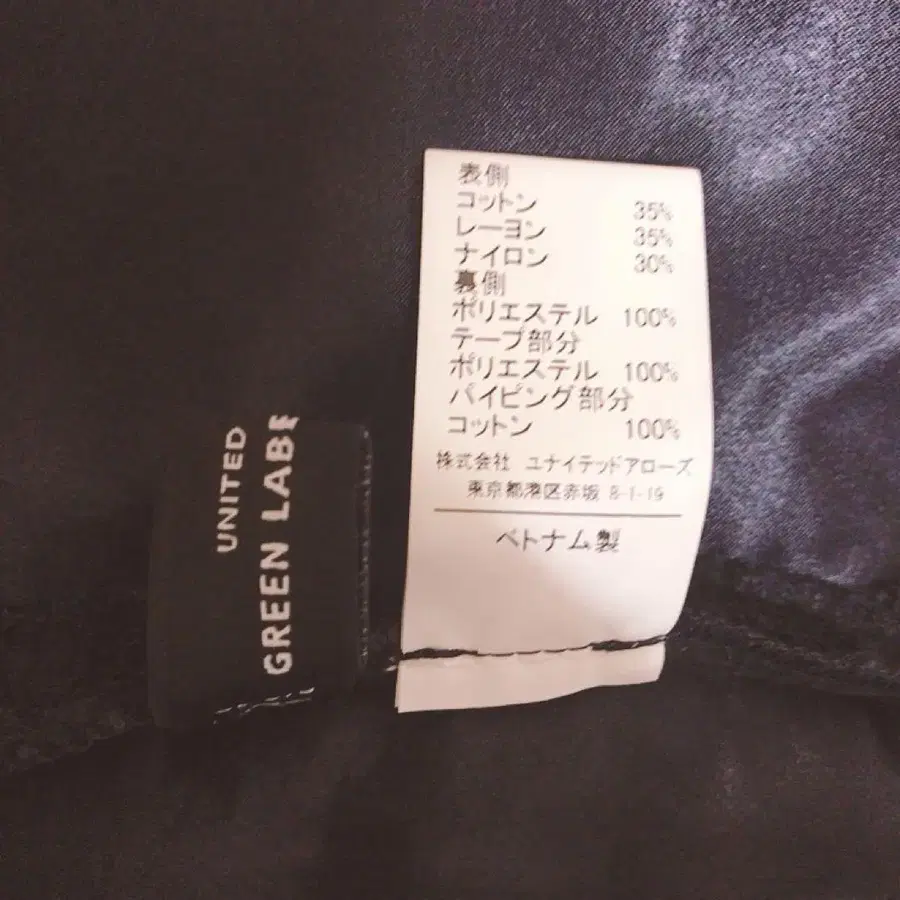 表側
コットン 35%
レーヨン 35%
ナイロン 30%
裏側
ポリエステル 100%
テープ部分
ポリエステル 100%
パイピング部分
コットン 100%
株式会社 ユナイテッドアローズ
東京都港区赤坂 8-1-19
ベトナム製
UNITED
GREEN LABE